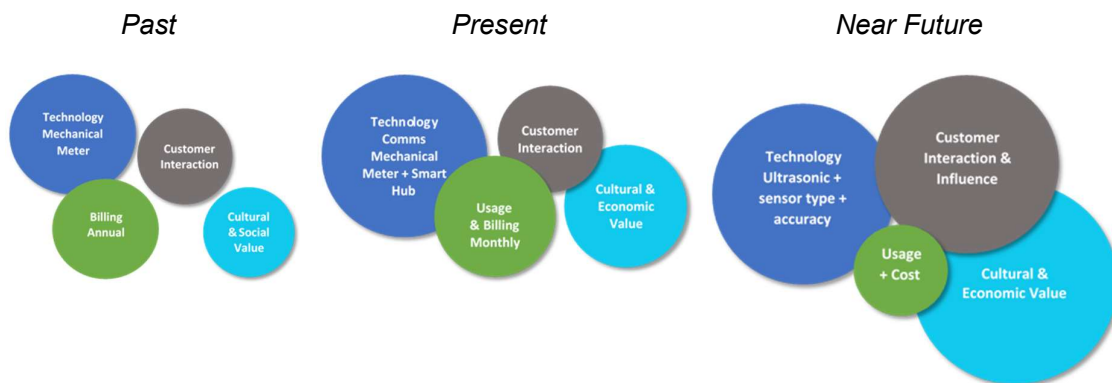 Past
Present
Near Future
Technology
Mechanical
Meter
Customer
Interaction
Billing
Annual
Cultural
& Social
Value
Technology
Comms
Mechanical
Meter + Smart
Hub
Customer
Interaction
Usage
& Billing
Monthly
Cultural &
Economic
Value
Technology
Ultrasonic +
sensor type +
accuracy
Customer
Interaction &
Influence
Usage
+ Cost
Cultural &
Economic Value